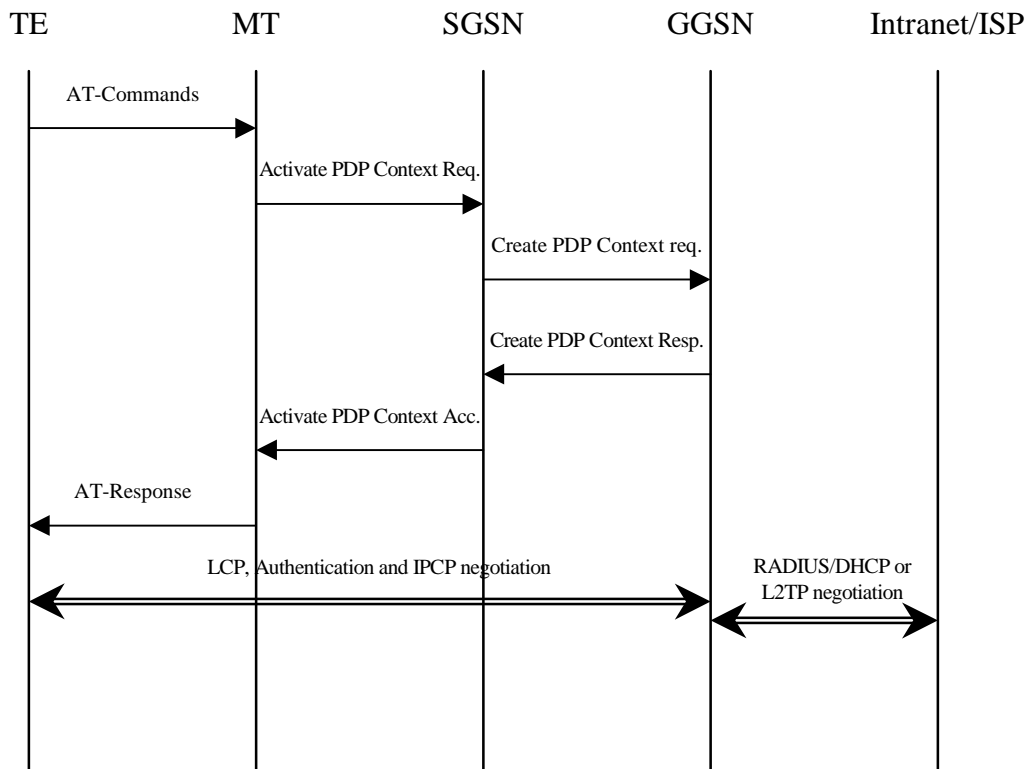 TE MT SGSN GGSN Intranet/ISP
AT-Commands
Activate PDP Context Req.
Create PDP Context req.
Create PDP Context Resp.
Activate PDP Context Acc.
AT-Response
LCP, Authentication and IPCP negotiation
RADIUS/DHCP or
L2TP negotiation